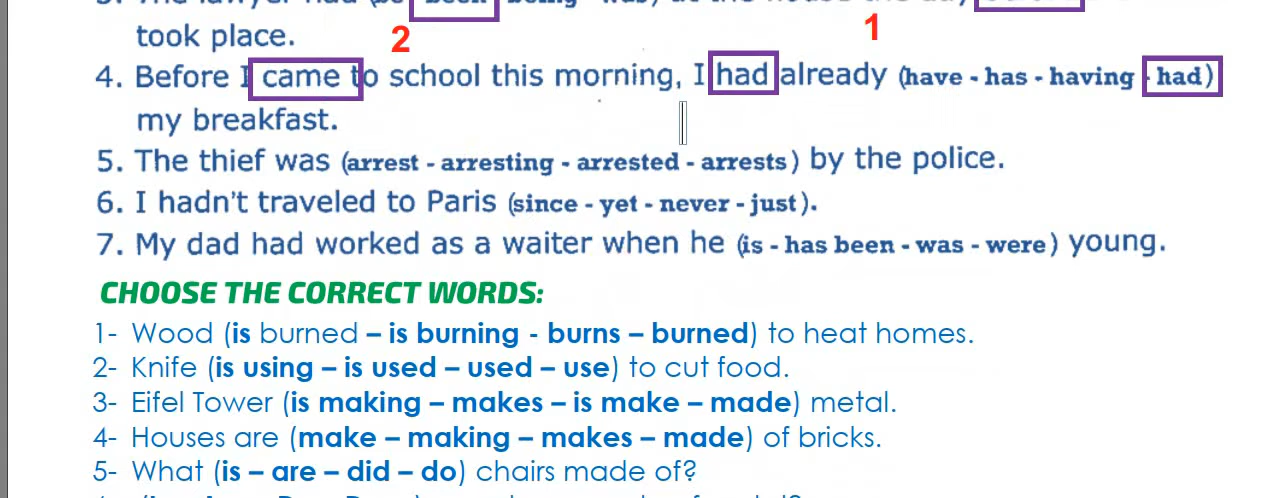 took place.
2
1
4. Before I came to school this morning, I had already (have - has - having - had)
my breakfast.
5. The thief was (arrest - arresting - arrested - arrests) by the police.
6. I hadn't traveled to Paris (since - yet - never - just).
7. My dad had worked as a waiter when he (is - has been - was - were) young.
CHOOSE THE CORRECT WORDS:
1- Wood (is burned – is burning - burns – burned) to heat homes.
2- Knife (is using – is used – used – use) to cut food.
3- Eifel Tower (is making – makes – is make – made) metal.
4- Houses are (make – making – makes – made) of bricks.
5- What (is – are – did – do) chairs made of?